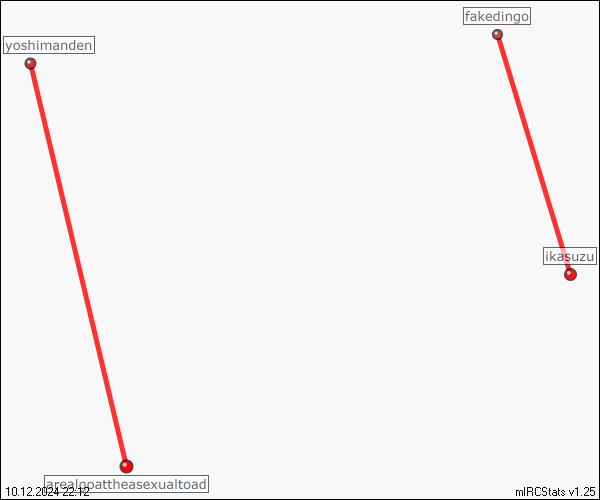 fakedingo
yoshimanden
ikasuzu
arealgoattheasexualtoad
10.12.2024 22:12
mIRCStats v1.25